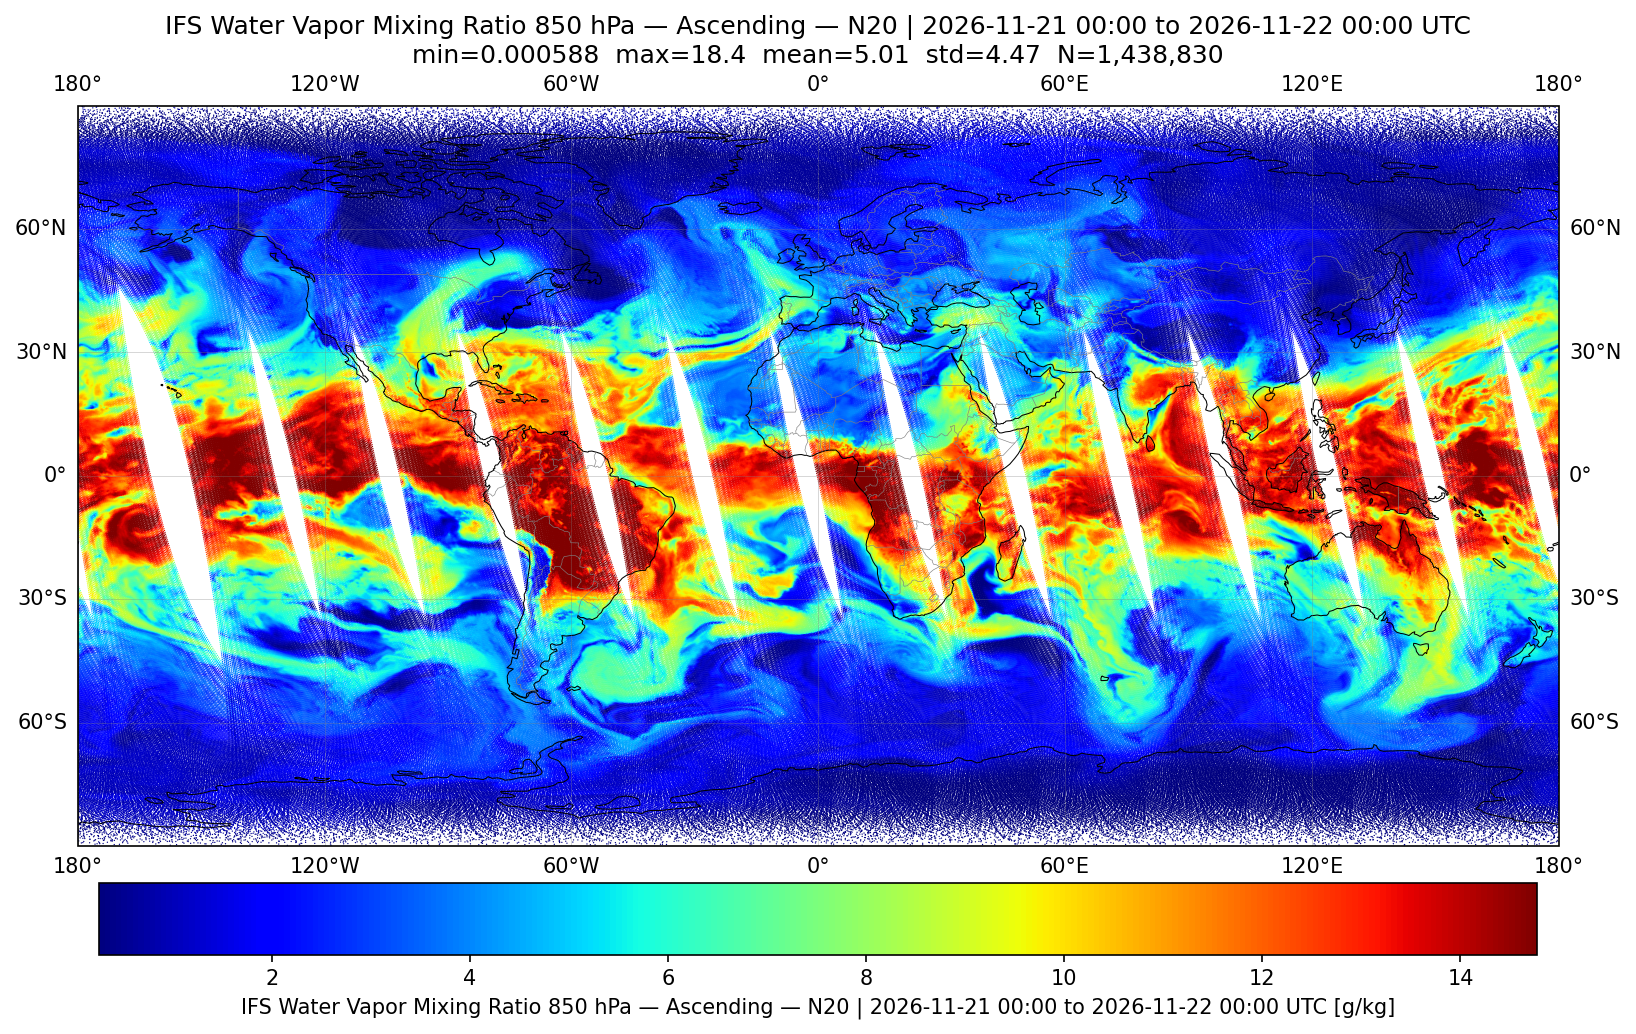 IFS Water Vapor Mixing Ratio 850 hPa — Ascending — N20 | 2026-11-21 00:00 to 2026-11-22 00:00 UTC
min=0.000588  max=18.4  mean=5.01  std=4.47  N=1,438,830
180°  120°W  60°W  0°  60°E  120°E  180°
60°N  60°N
30°N  30°N
0°  0°
30°S  30°S
60°S  60°S
180°  120°W  60°W  0°  60°E  120°E  180°
2  4  6  8  10  12  14
IFS Water Vapor Mixing Ratio 850 hPa — Ascending — N20 | 2026-11-21 00:00 to 2026-11-22 00:00 UTC [g/kg]